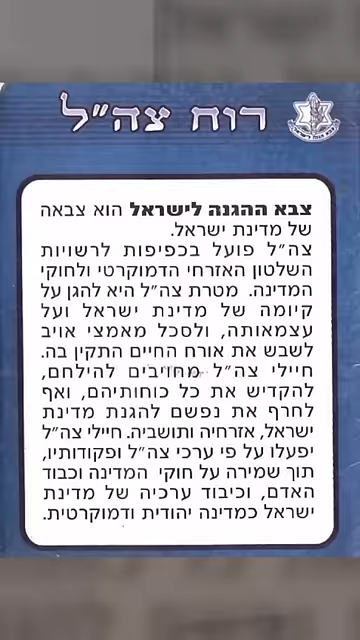 רוח צה"ל
צבא ההגנה לישראל הוא צבאה
של מדינת ישראל.
צה"ל פועל בכפיפות לרשויות
השלטון האזרחי הדמוקרטי ולחוקי
המדינה. מטרת צה"ל היא להגן על
קיומה של מדינת ישראל ועל
עצמאותה, ולסכל מאמצי אויב
לשבש את אורח החיים התקין בה.
חיילי צה"ל מחויבים להילחם,
להקדיש את כל כוחותיהם, ואף
לחרף את נפשם להגנת מדינת
ישראל, אזרחיה ותושביה. חיילי צה"ל
יפעלו על פי ערכי צה"ל ופקודותיו,
תוך שמירה על חוקי המדינה וכבוד
האדם, וכיבוד ערכיה של מדינת
ישראל כמדינה יהודית ודמוקרטית.